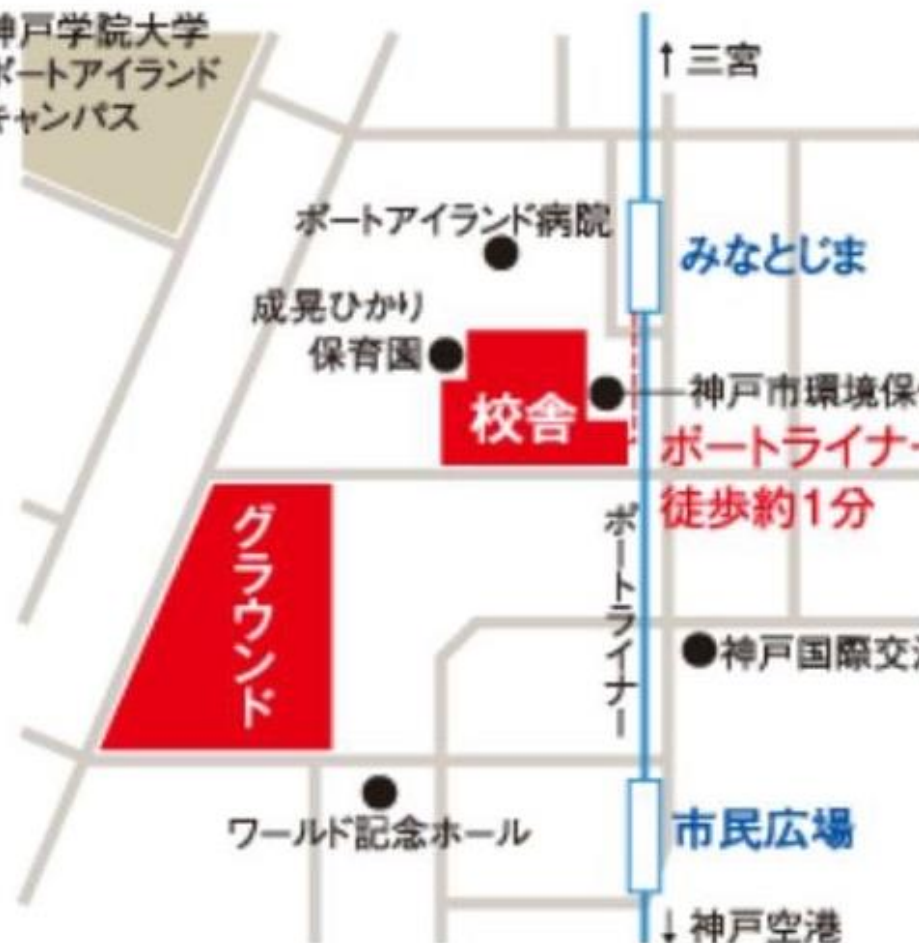 神戸学院大学
ポートアイランド
キャンパス
↑ 三宮
ポートアイランド病院
みなとじま
成晃ひかり
保育園
校舎
神戸市環境保
ポートライナー
徒歩約1分
グラウンド
ポートライナー
神戸国際交
ワールド記念ホール
市民広場
↓ 神戸空港